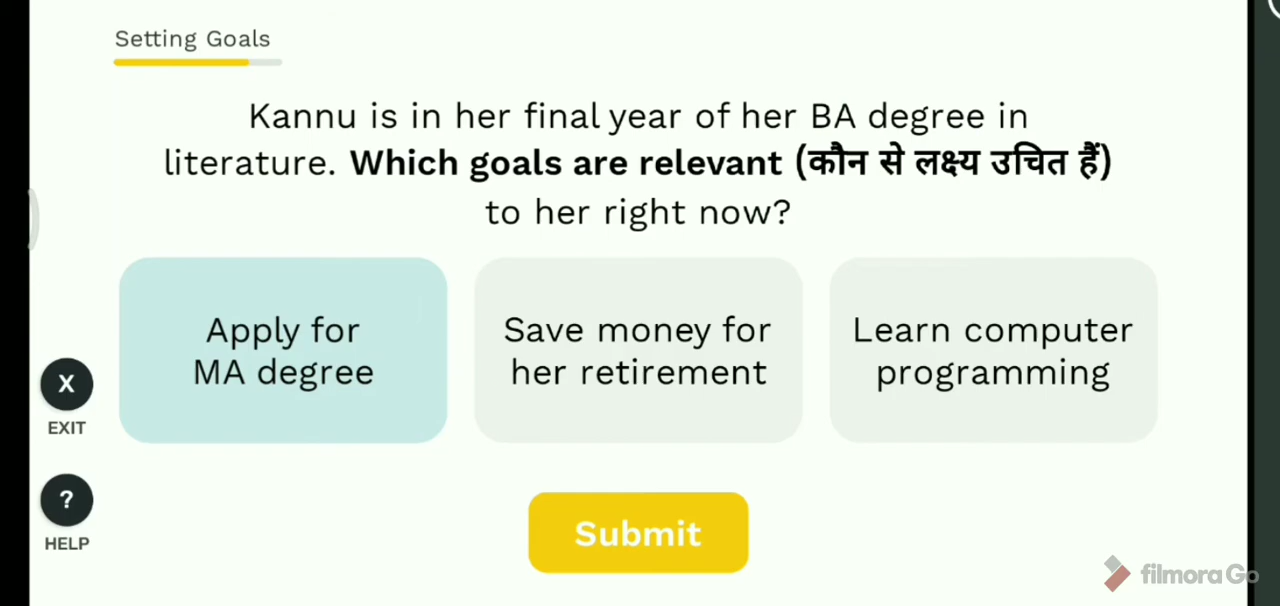 Setting Goals
Kannu is in her final year of her BA degree in
literature. Which goals are relevant (कौन से लक्ष्य उचित हैं)
to her right now?
Apply for
MA degree
Save money for
her retirement
Learn computer
programming
X
EXIT
?
HELP
Submit
filmoraGo